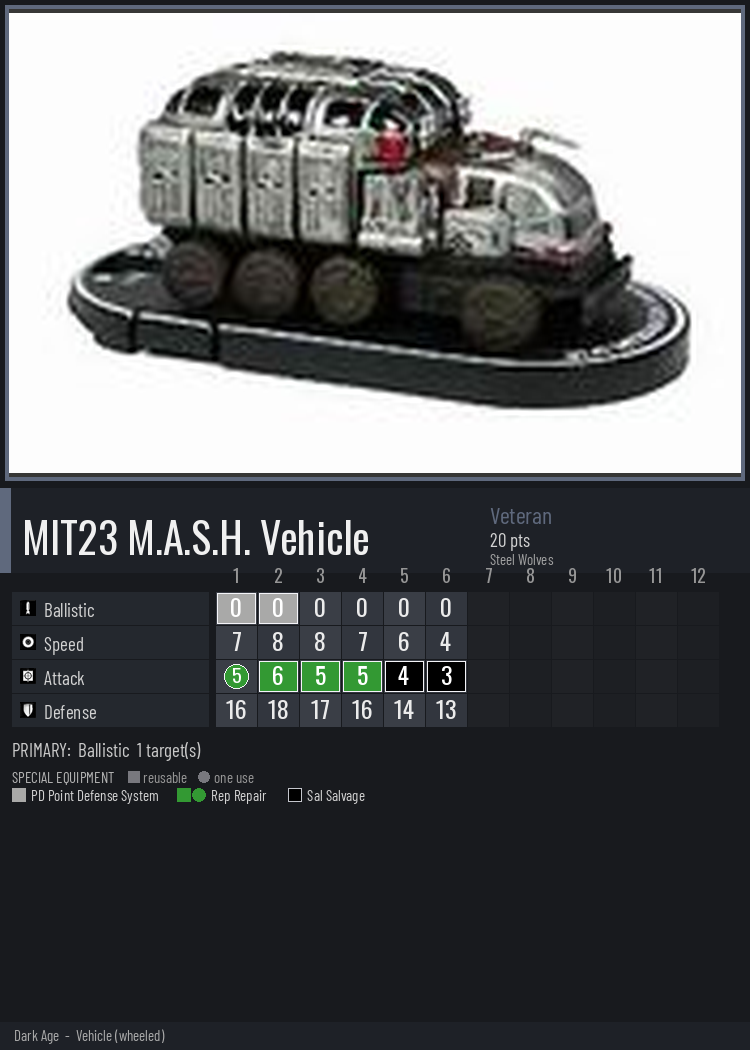 MIT23 M.A.S.H. Vehicle
Veteran
20 pts
Steel Wolves
1 2 3 4 5 6 7 8 9 10 11 12
Ballistic 0 0 0 0 0 0
Speed 7 8 8 7 6 4
Attack 5 6 5 5 4 3
Defense 16 18 17 16 14 13
PRIMARY: Ballistic 1 target(s)
SPECIAL EQUIPMENT reusable one use
PD Point Defense System Rep Repair Sal Salvage
Dark Age - Vehicle (wheeled)